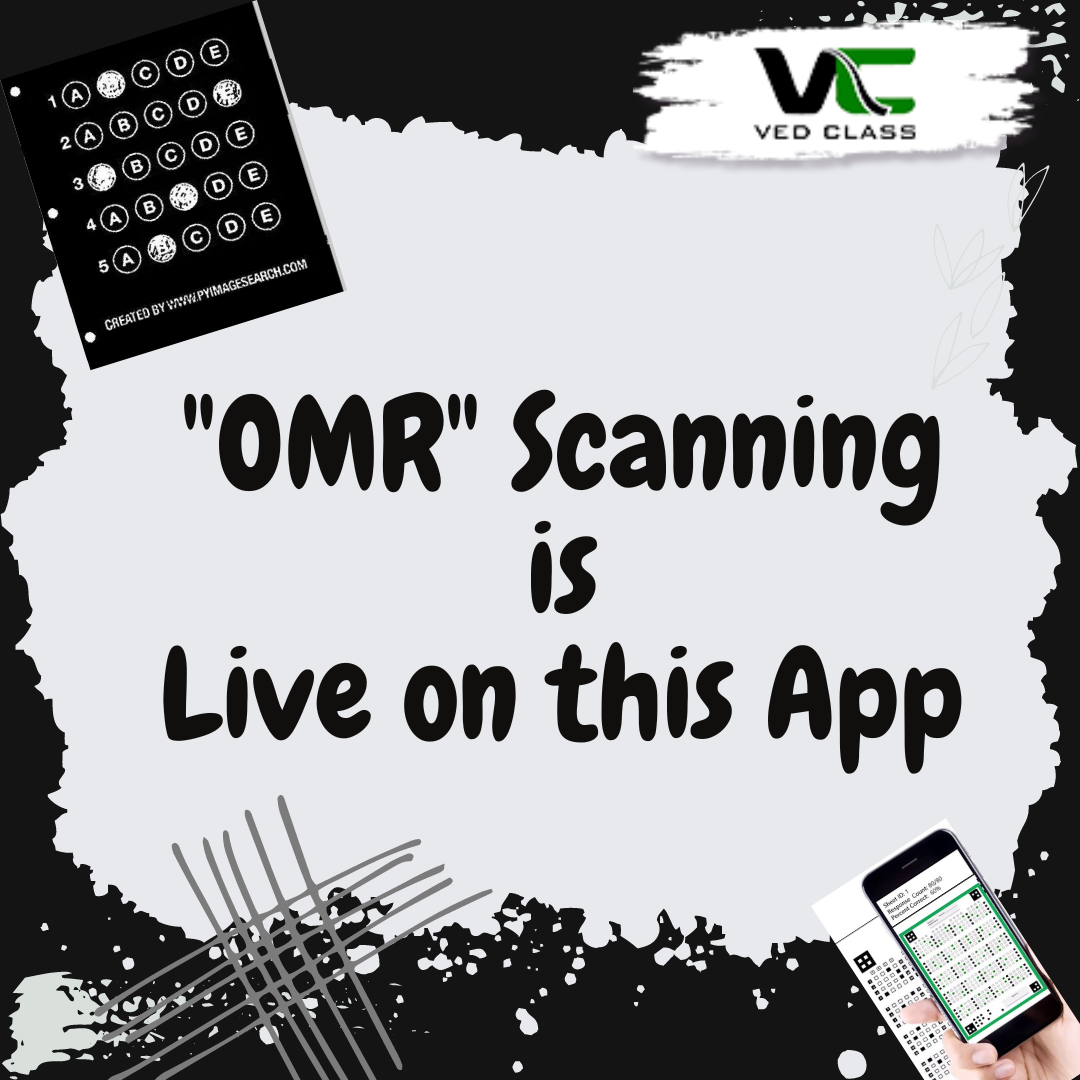 1 A C D E
2 A B C D E
3 B C D E
4 A B D E
5 A B C D E
CREATED BY WWW.PYIMAGESEARCH.COM
VC
VED CLASS
"OMR" Scanning
is
Live on this App
Sheet ID: 1
Response Count: 80/80
Percent Correct: 60%